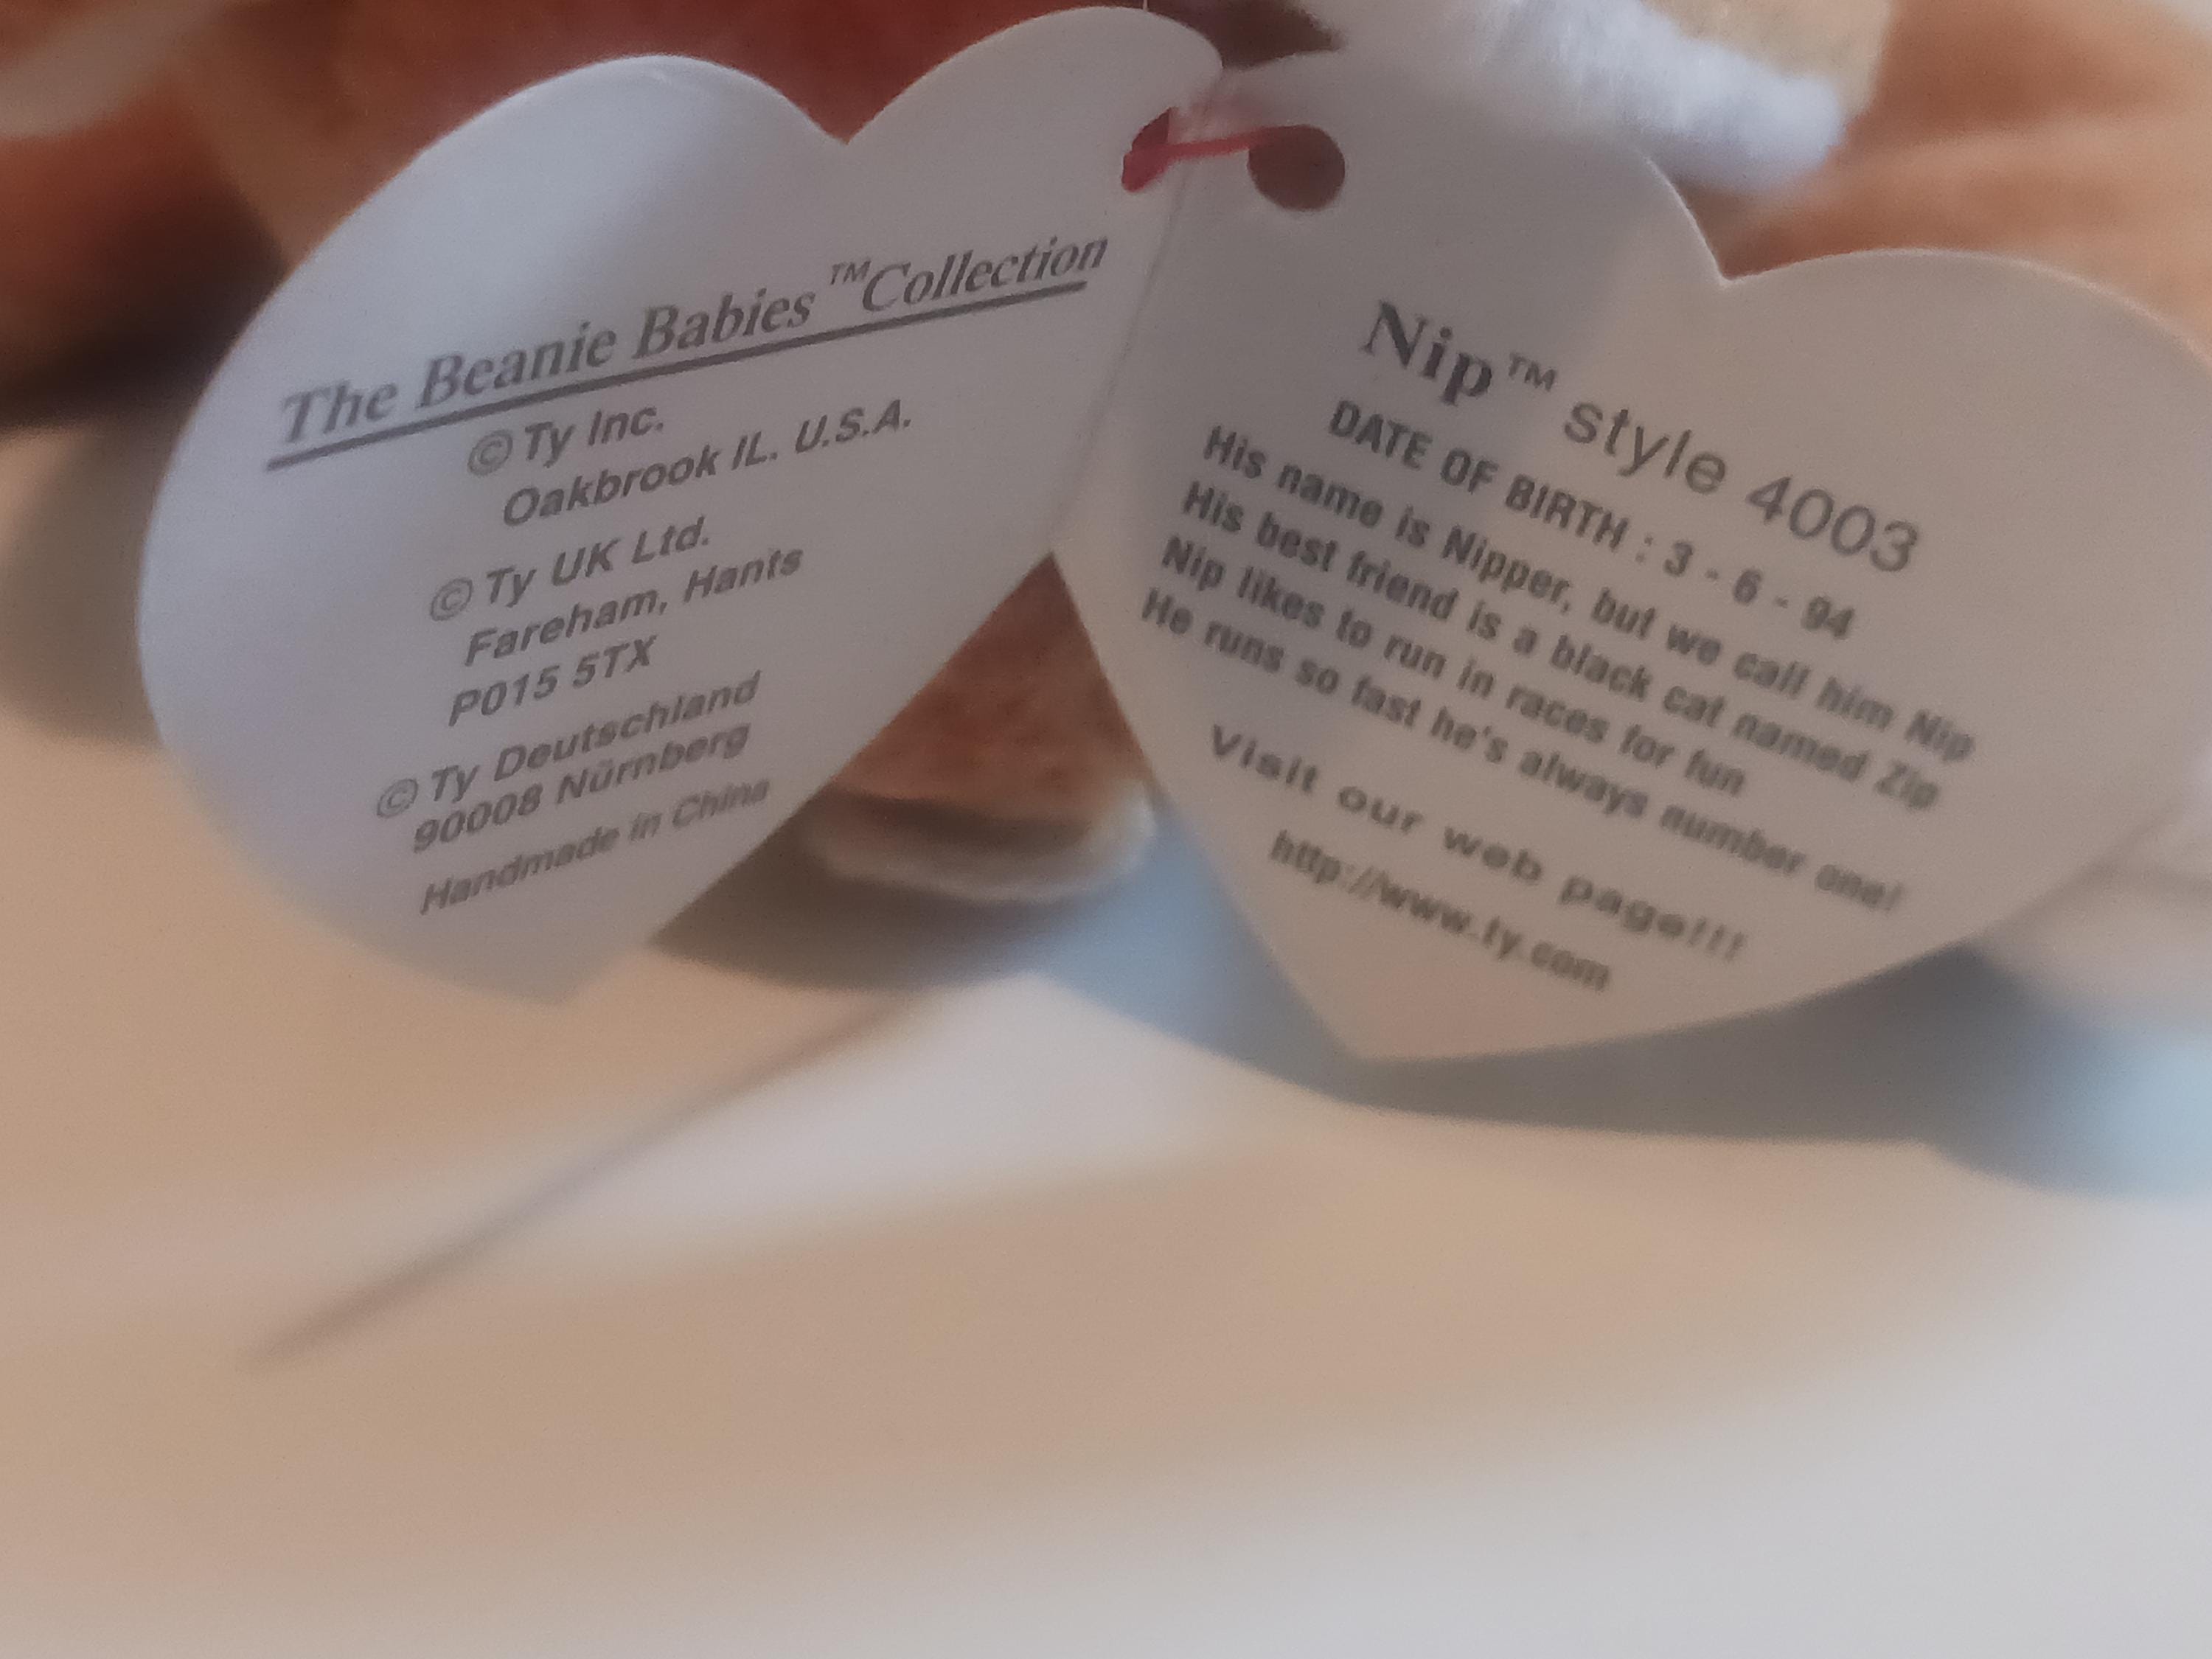 The Beanie Babies™Collection
©Ty Inc.
Oakbrook IL. U.S.A.
©Ty UK Ltd.
Fareham, Hants
P015 5TX
©Ty Deutschland
90008 Nürnberg
Handmade in China
Nip™ style 4003
DATE OF BIRTH : 3 - 6 - 94
His name is Nipper, but we call him Nip
His best friend is a black cat named Zip
Nip likes to run in races for fun
He runs so fast he's always number one!
Visit our web page!!!
http://www.ty.com